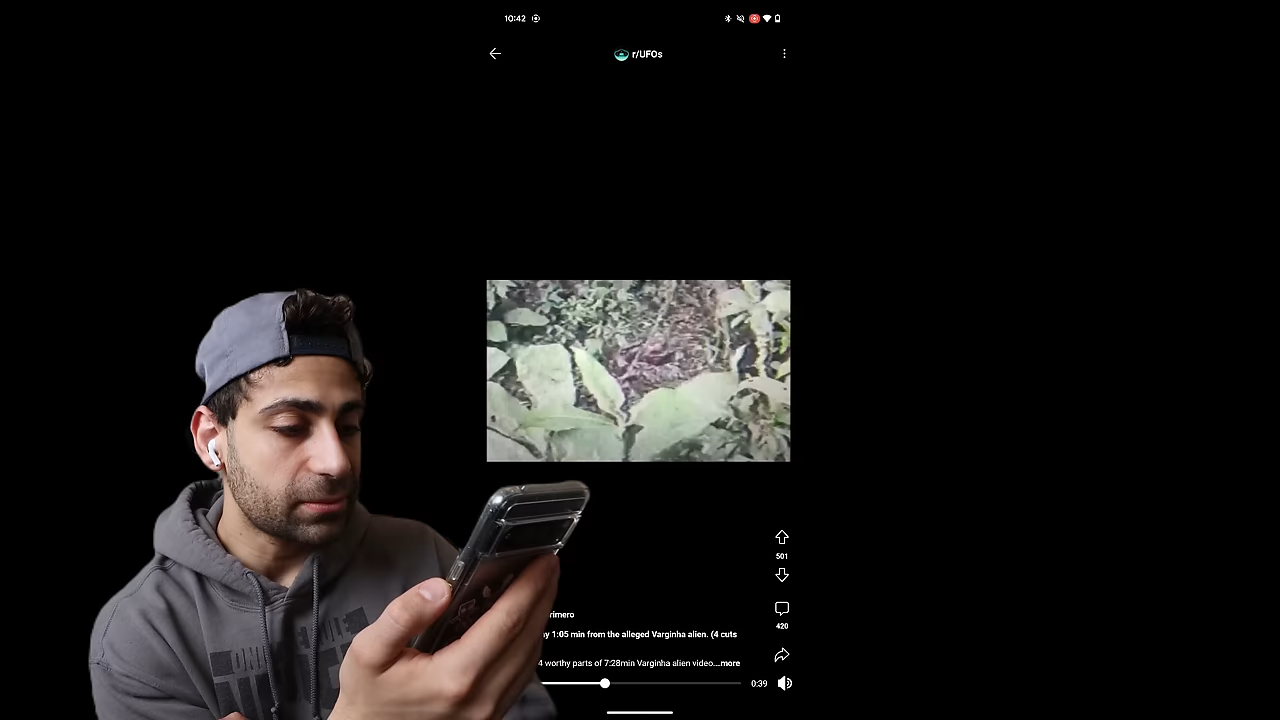 10:42
r/UFOs
501
420
rimero
y 1:05 min from the alleged Varginha alien. (4 cuts
4 worthy parts of 7:28min Varginha alien video...more
0:39